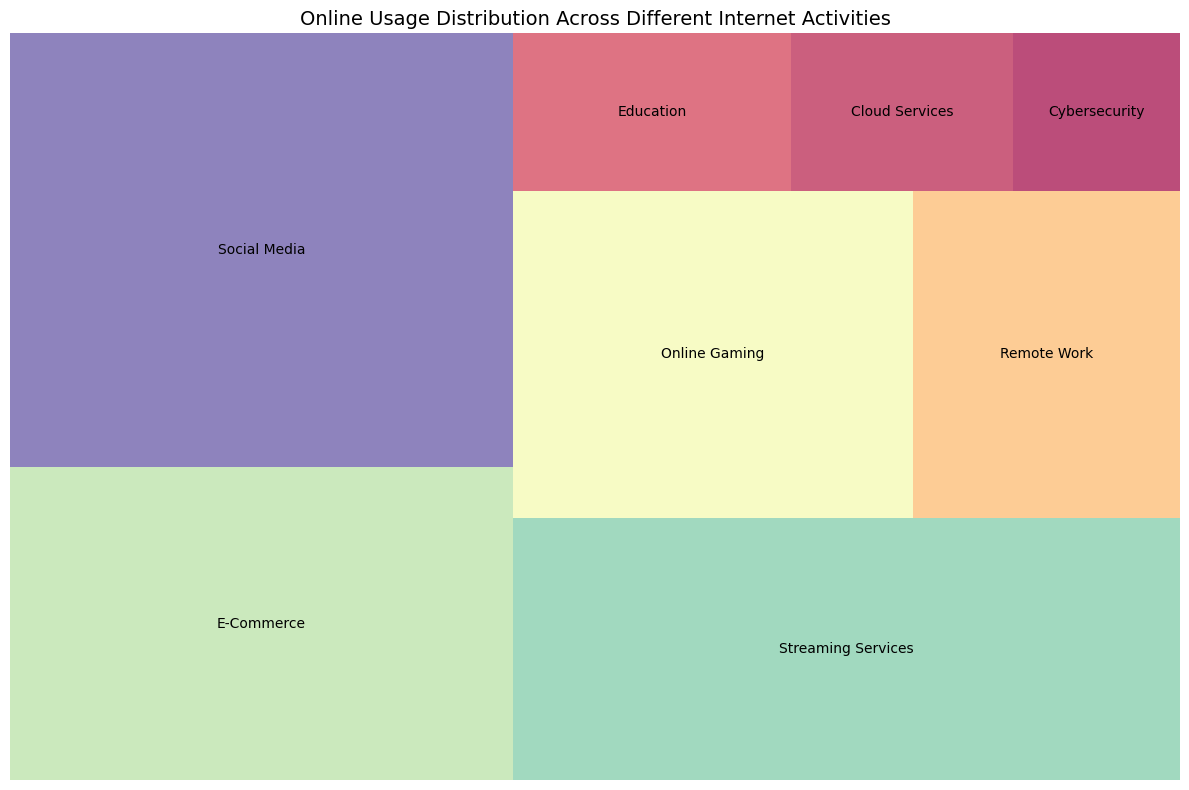 Online Usage Distribution Across Different Internet Activities
Education
Cloud Services
Cybersecurity
Social Media
Online Gaming
Remote Work
E-Commerce
Streaming Services